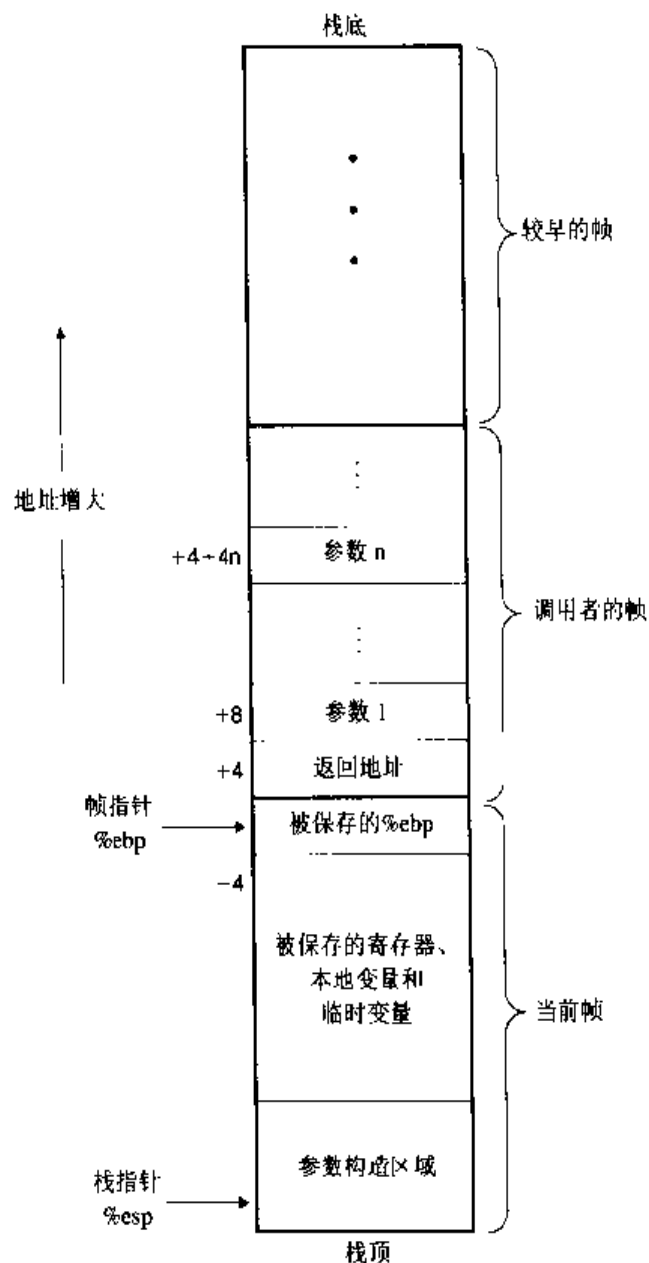 栈底
较早的帧
地址增大
+4+4n
参数 n
调用者的帧
+8
参数 1
+4
返回地址
帧指针
%ebp
被保存的%ebp
-4
被保存的寄存器、
本地变量和
临时变量
当前帧
参数构造区域
栈指针
%esp
栈顶